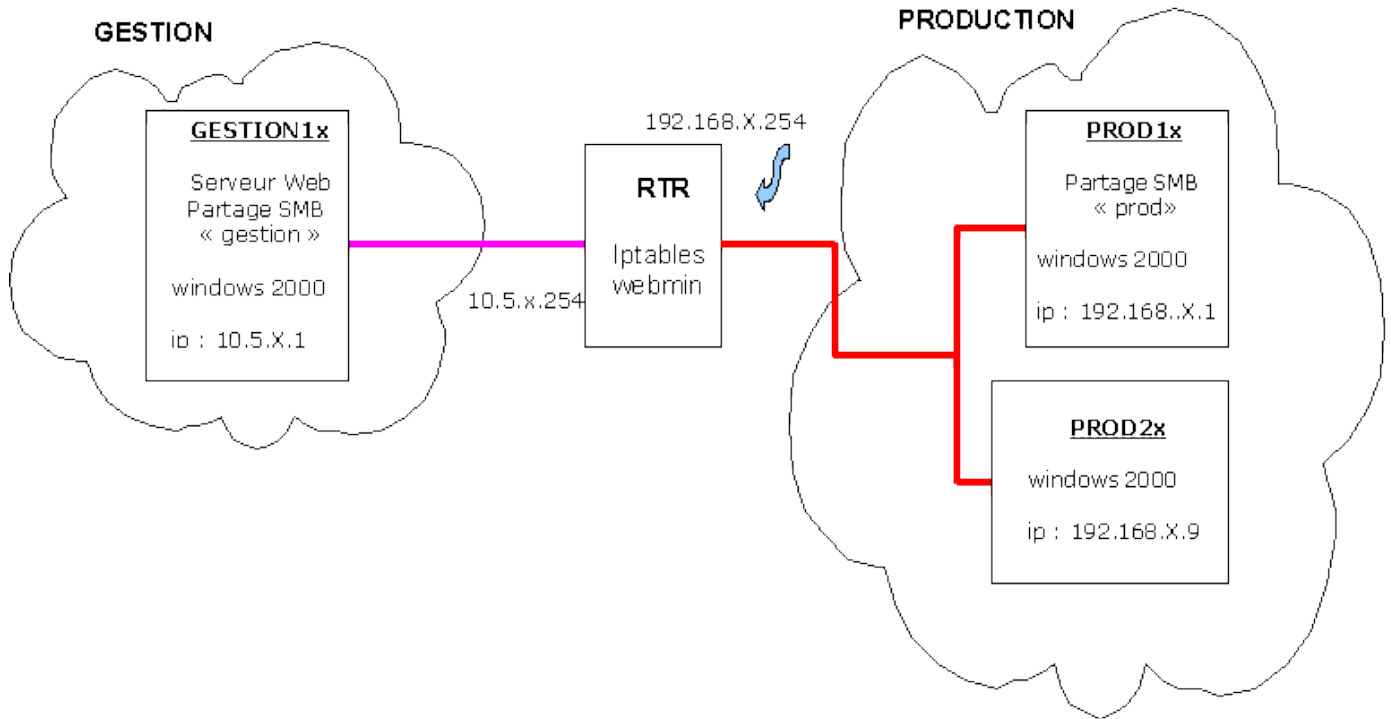 GESTION
GESTION1x
Serveur Web
Partage SMB
« gestion »
windows 2000
ip : 10.5.X.1
10.5.x.254
192.168.X.254
RTR
Iptables
webmin
PRODUCTION
PROD1x
Partage SMB
« prod»
windows 2000
ip : 192.168..X.1
PROD2x
windows 2000
ip : 192.168.X.9